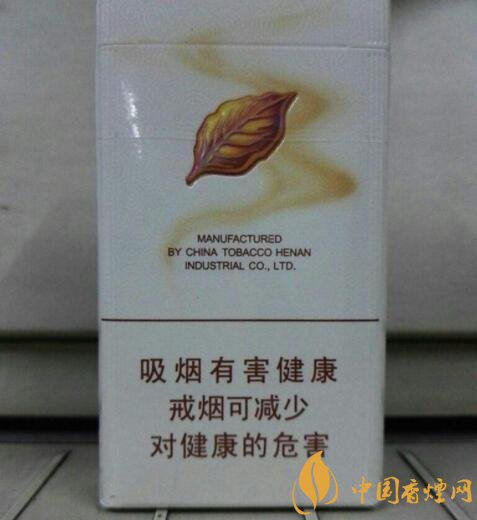 MANUFACTURED
BY CHINA TOBACCO HENAN
INDUSTRIAL CO., LTD.
吸烟有害健康
戒烟可减少
对健康的危害
中国香煙网